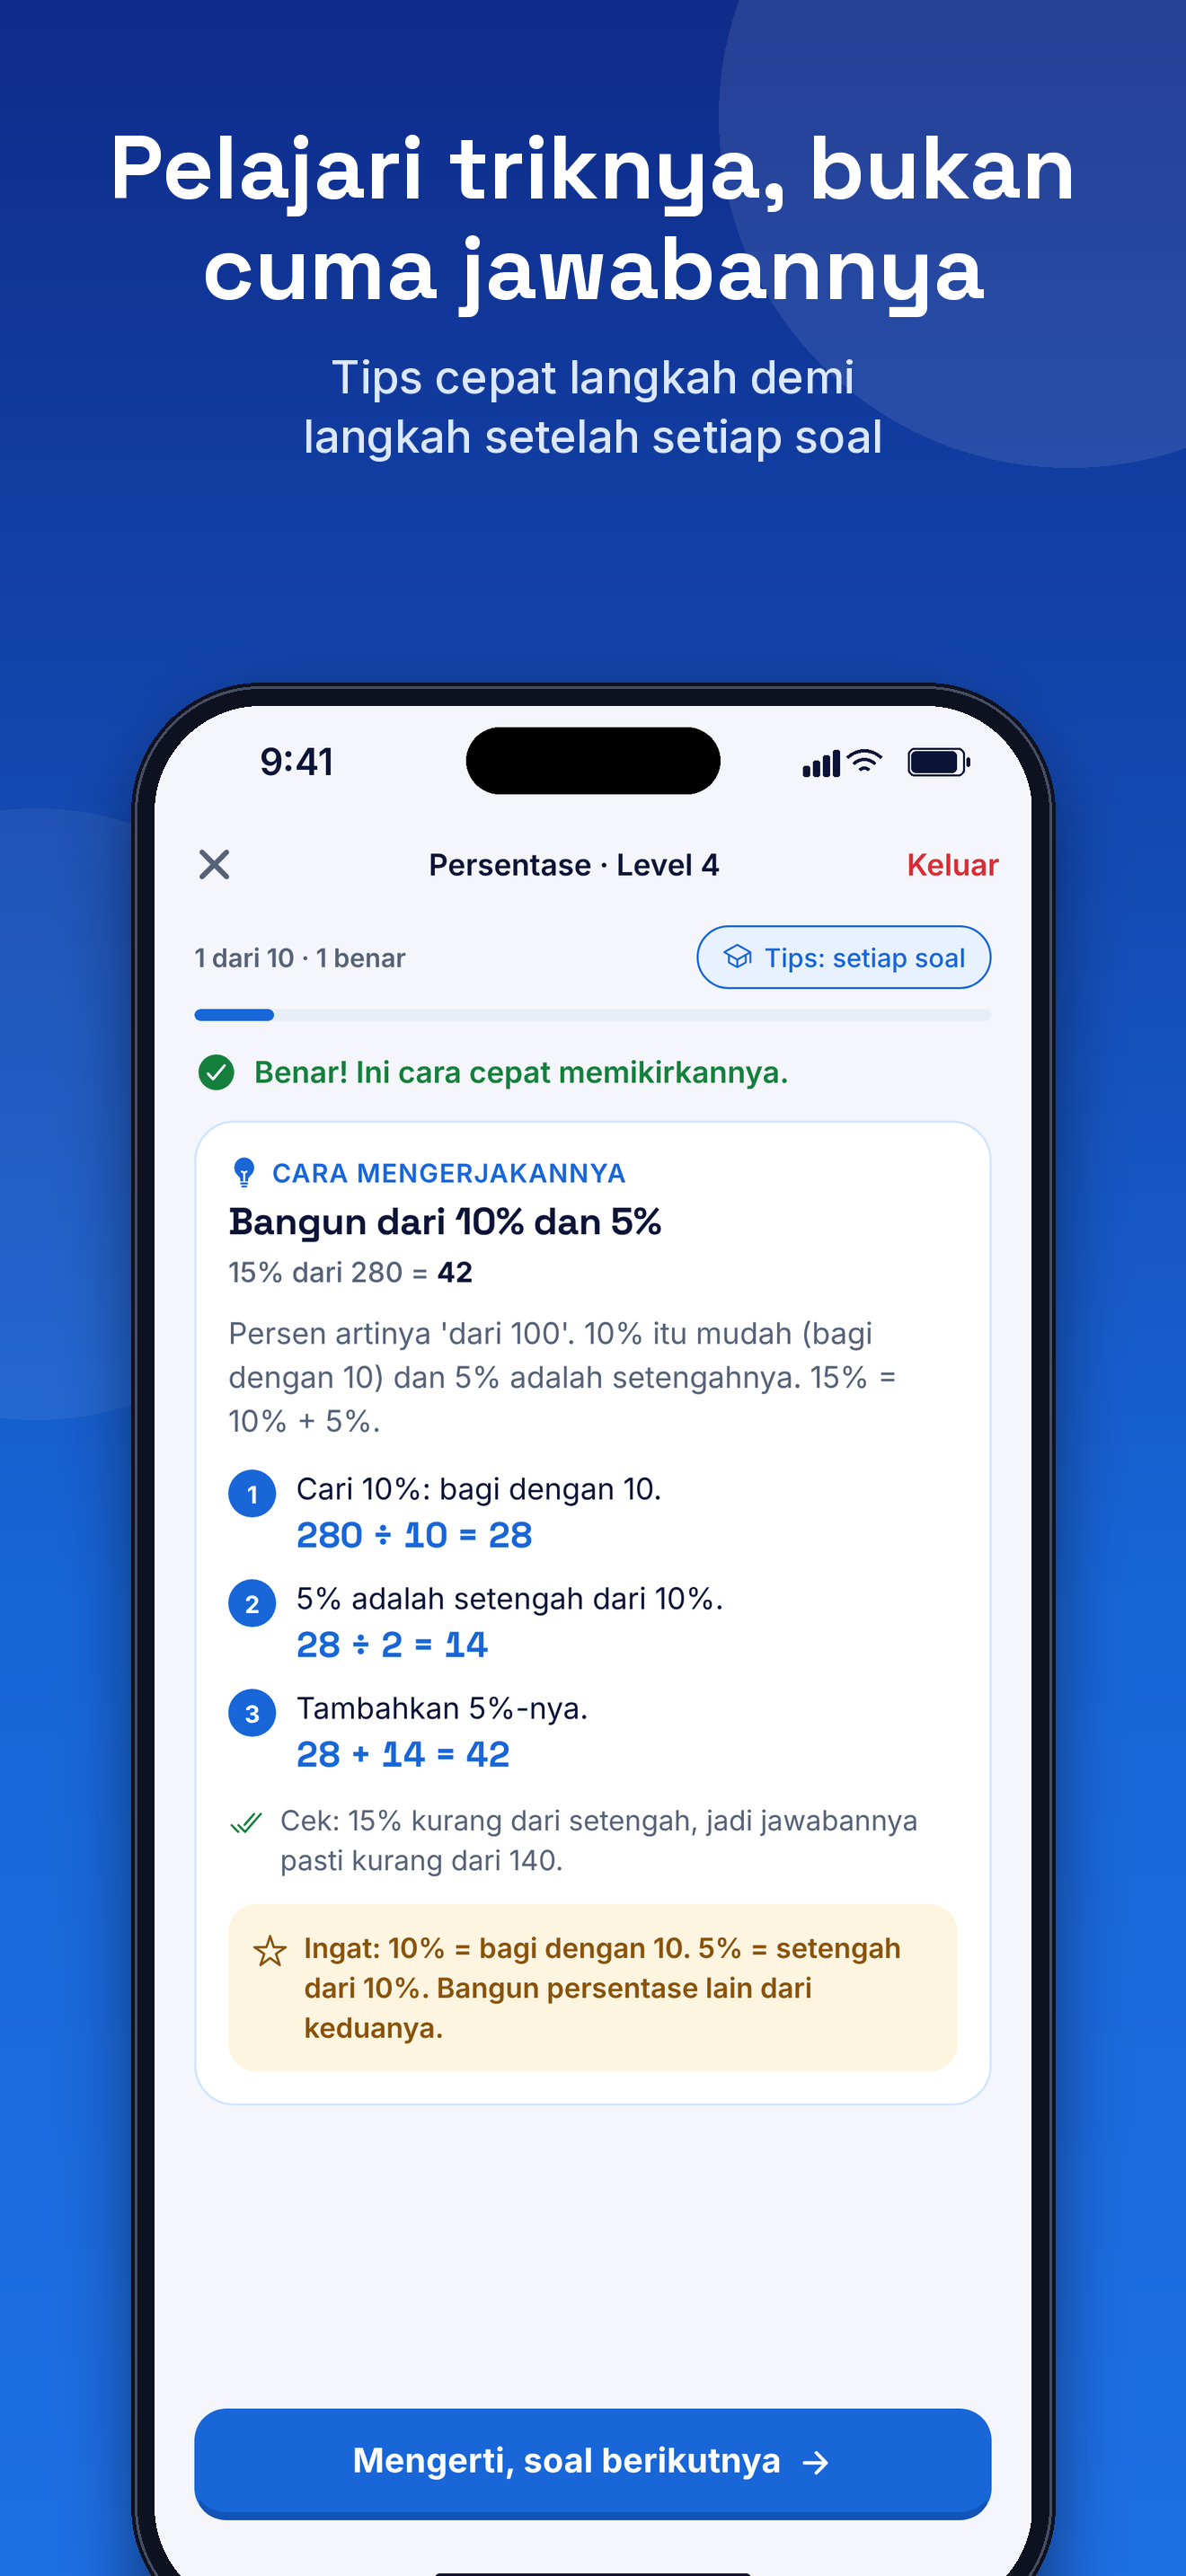 Pelajari triknya, bukan
cuma jawabannya
Tips cepat langkah demi
langkah setelah setiap soal
9:41
Persentase · Level 4
Keluar
1 dari 10 · 1 benar
Tips: setiap soal
Benar! Ini cara cepat memikirkannya.
CARA MENGERJAKANNYA
Bangun dari 10% dan 5%
15% dari 280 = 42
Persen artinya 'dari 100'. 10% itu mudah (bagi
dengan 10) dan 5% adalah setengahnya. 15% =
10% + 5%.
1
Cari 10%: bagi dengan 10.
280 ÷ 10 = 28
2
5% adalah setengah dari 10%.
28 ÷ 2 = 14
3
Tambahkan 5%-nya.
28 + 14 = 42
Cek: 15% kurang dari setengah, jadi jawabannya
pasti kurang dari 140.
Ingat: 10% = bagi dengan 10. 5% = setengah
dari 10%. Bangun persentase lain dari
keduanya.
Mengerti, soal berikutnya →